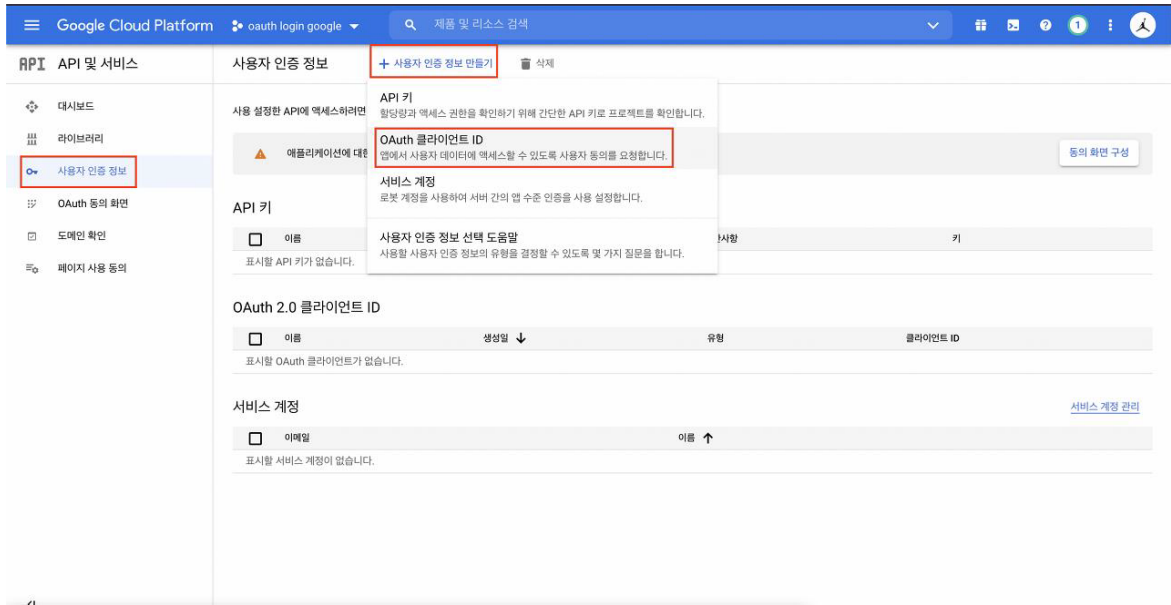 Google Cloud Platform oauth login google 제품 및 리소스 검색 1
API API 및 서비스 사용자 인증 정보 + 사용자 인증 정보 만들기 삭제
대시보드
라이브러리
사용자 인증 정보
OAuth 동의 화면
도메인 확인
페이지 사용 동의
사용 설정한 API에 액세스하려면
애플리케이션에 대한
동의 화면 구성
API 키
할당량과 액세스 권한을 확인하기 위해 간단한 API 키로 프로젝트를 확인합니다.
OAuth 클라이언트 ID
앱에서 사용자 데이터에 액세스할 수 있도록 사용자 동의를 요청합니다.
서비스 계정
로봇 계정을 사용하여 서버 간의 앱 수준 인증을 사용 설정합니다.
사용자 인증 정보 선택 도움말
사용할 사용자 인증 정보의 유형을 결정할 수 있도록 몇 가지 질문을 합니다.
API 키
이름 키
표시할 API 키가 없습니다.
OAuth 2.0 클라이언트 ID
이름 생성일 유형 클라이언트 ID
표시할 OAuth 클라이언트가 없습니다.
서비스 계정 서비스 계정 관리
이메일 이름
표시할 서비스 계정이 없습니다.